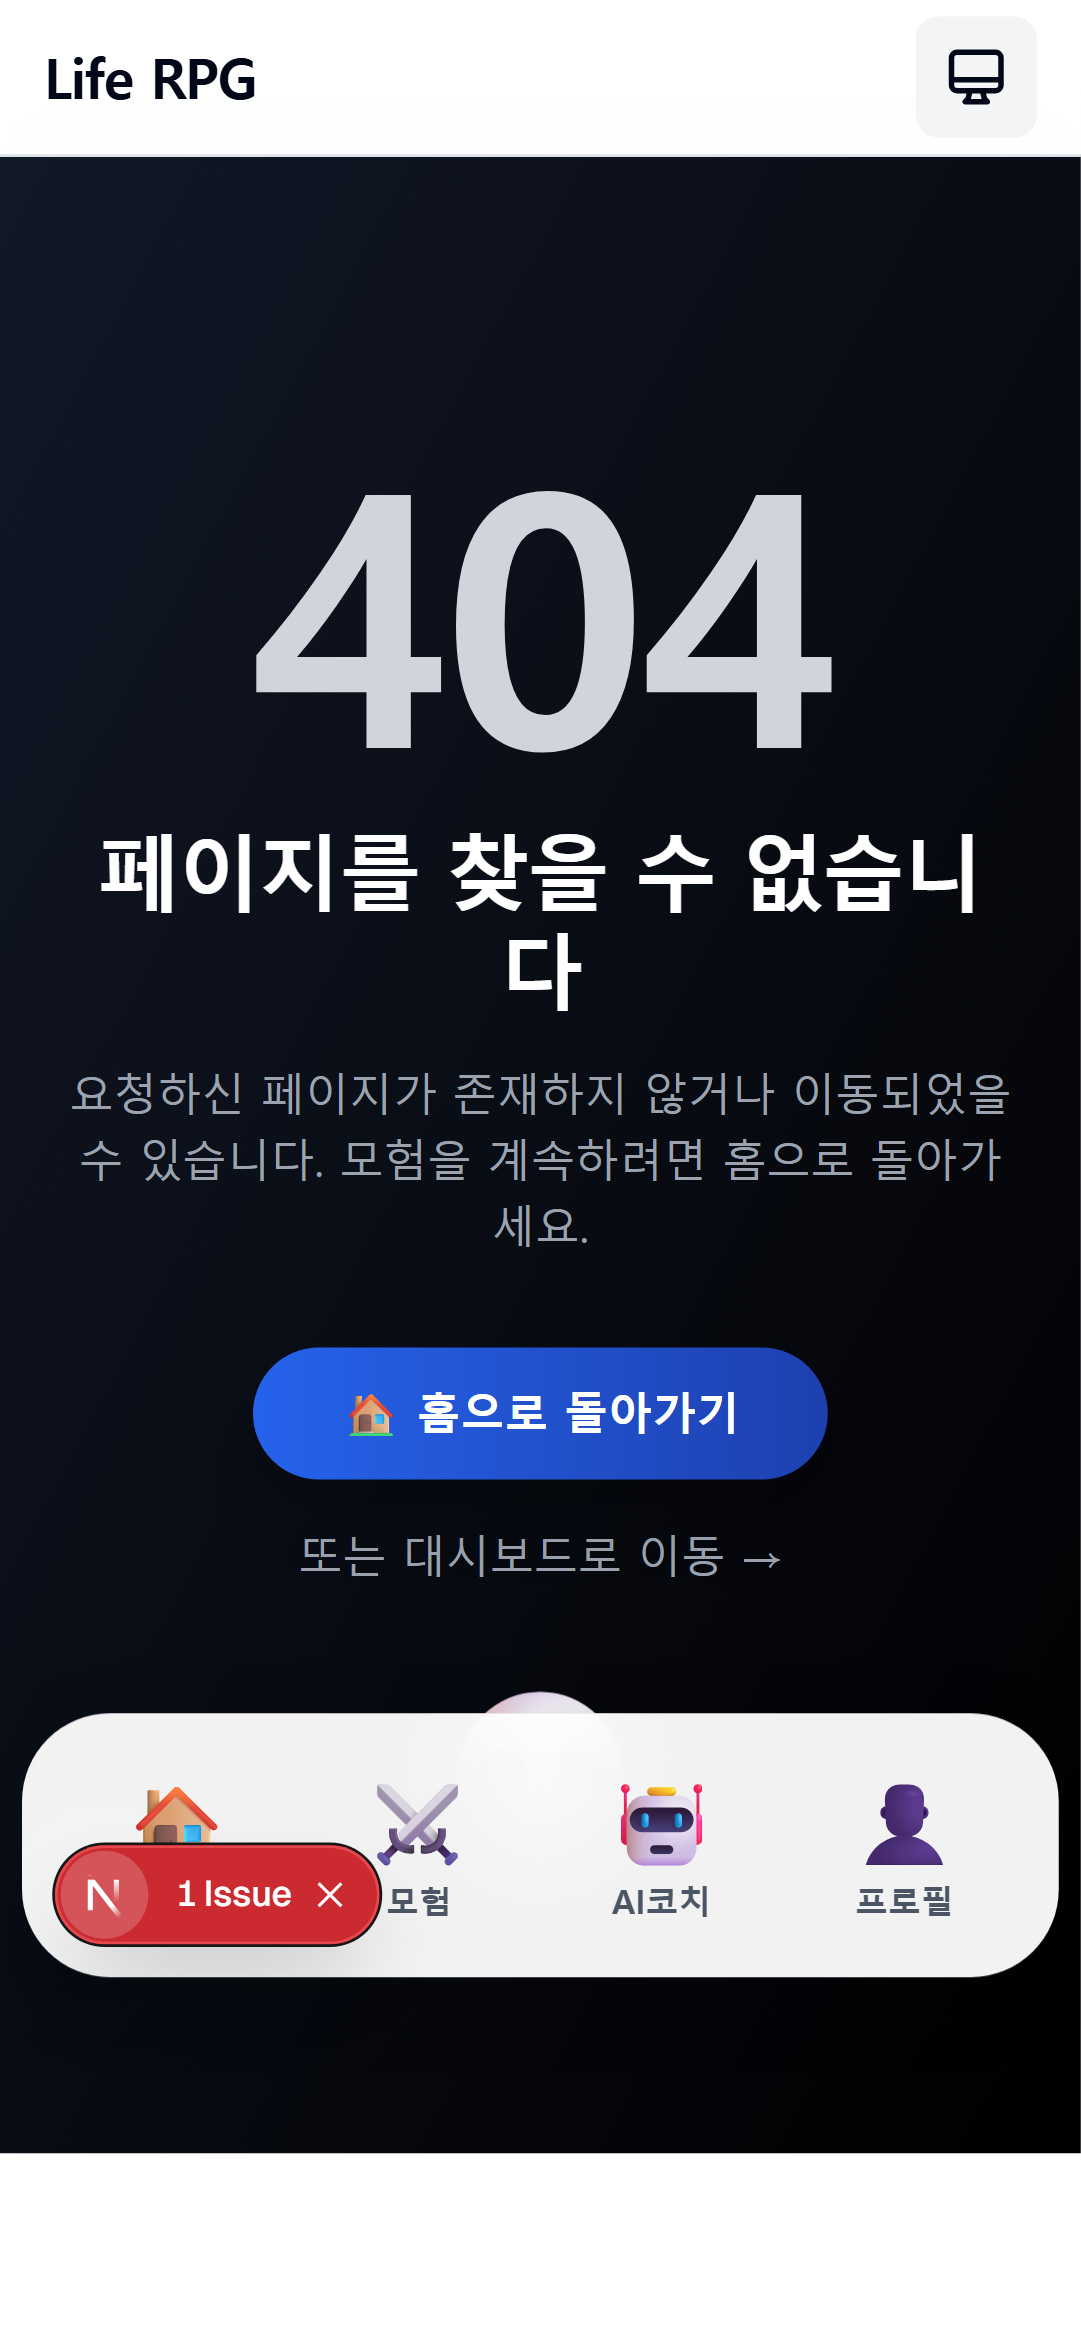 Life RPG
404
페이지를 찾을 수 없습니
다
요청하신 페이지가 존재하지 않거나 이동되었을
수 있습니다. 모험을 계속하려면 홈으로 돌아가
세요.
홈으로 돌아가기
또는 대시보드로 이동 →
N 1 Issue ×
모험
AI코치
프로필